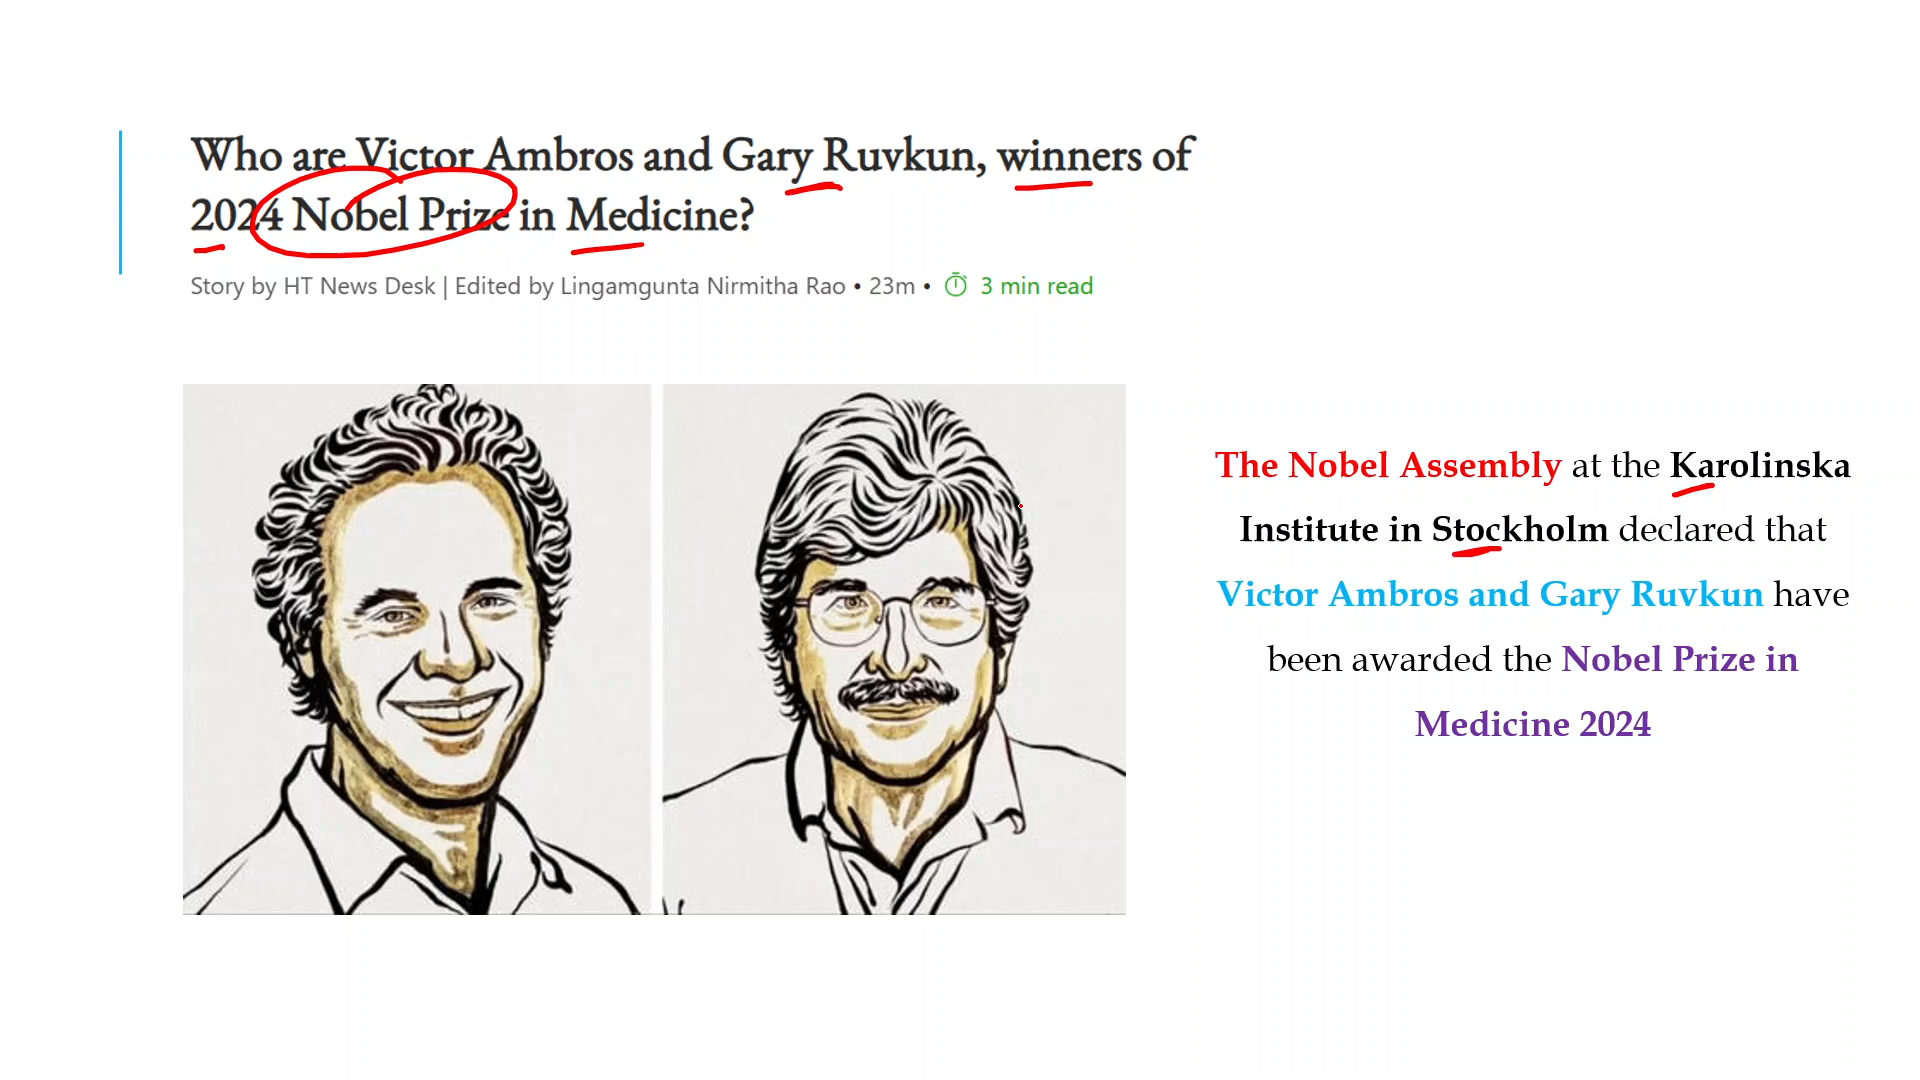 Who are Victor Ambros and Gary Ruvkun, winners of
2024 Nobel Prize in Medicine?
Story by HT News Desk | Edited by Lingamgunta Nirmitha Rao • 23m • 3 min read
The Nobel Assembly at the Karolinska
Institute in Stockholm declared that
Victor Ambros and Gary Ruvkun have
been awarded the Nobel Prize in
Medicine 2024